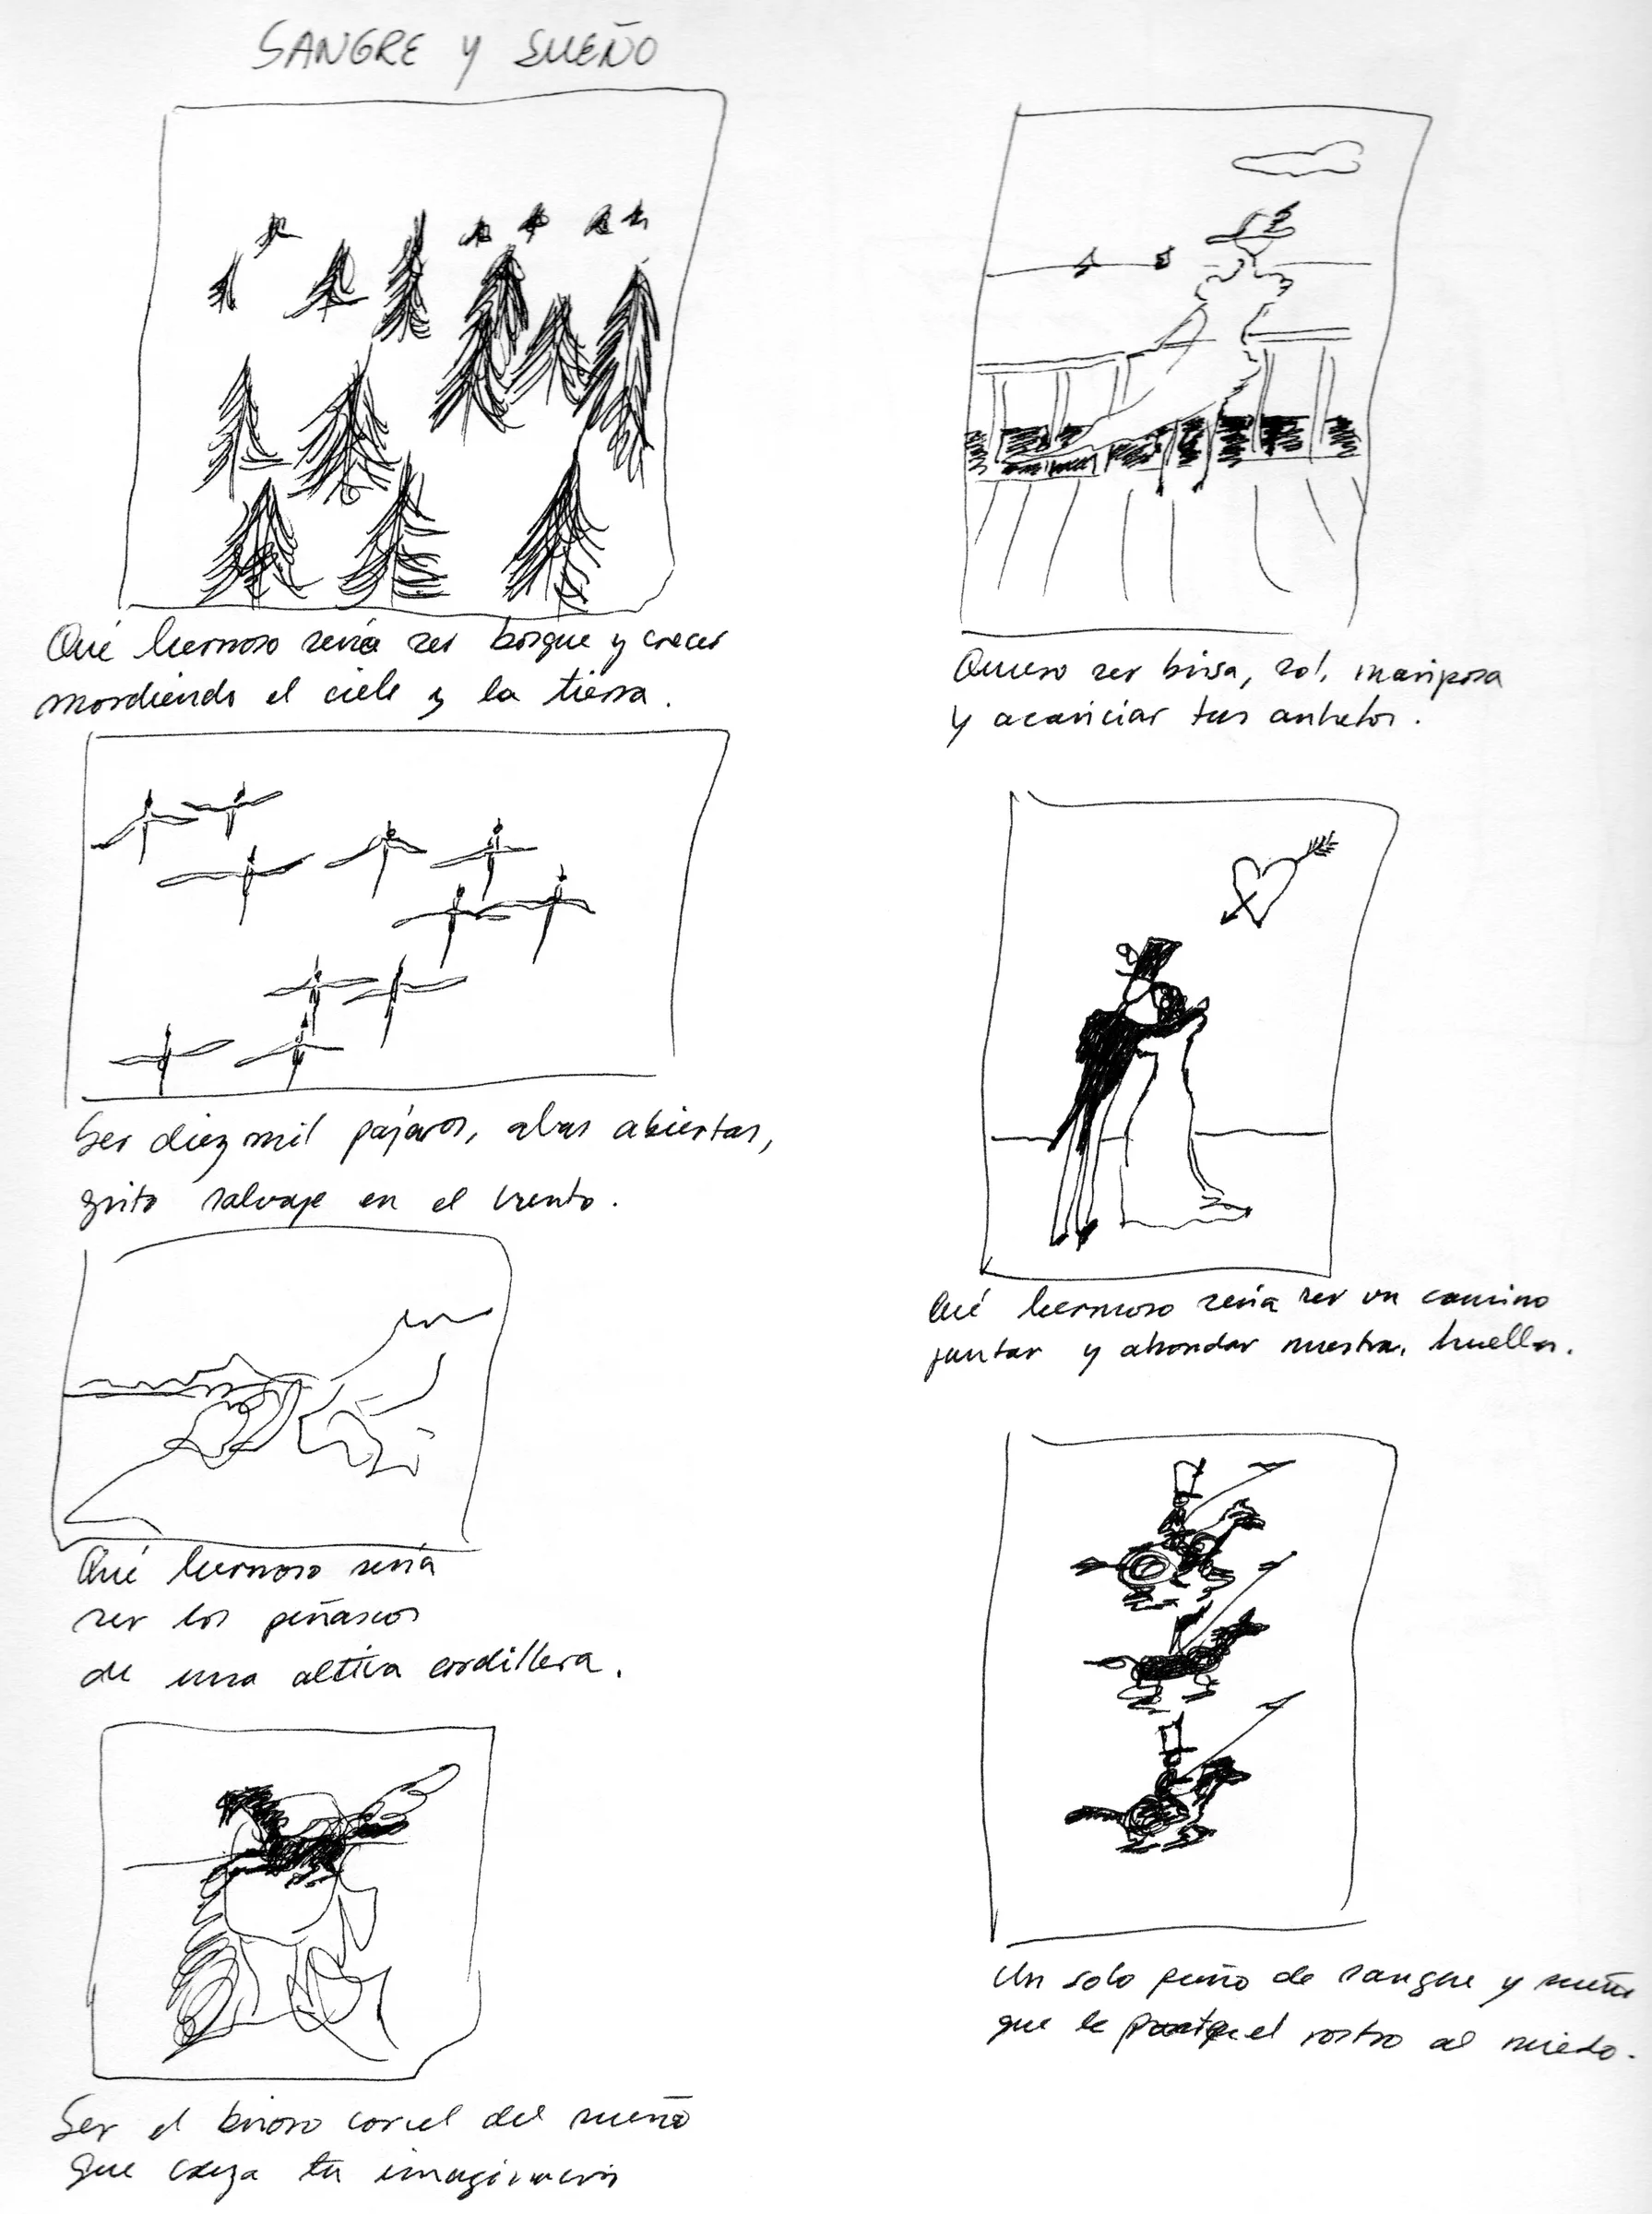 SANGRE Y SUEÑO
Qué hermoso sería ser bosque y crecer
mordiendo el cielo y la tierra.
Ser diez mil pájaros, alas abiertas,
grito salvaje en el viento.
Qué hermoso sería
ser los peñascos
de una altiva cordillera.
Ser el brioso corcel del sueño
que cruza tu imaginación
Quiero ser brisa, sol, mariposa
y acariciar tus anhelos.
Qué hermoso sería ser un camino
juntar y ahondar nuestras huellas.
Un solo puño de sangre y sueño
que le el rostro al miedo.